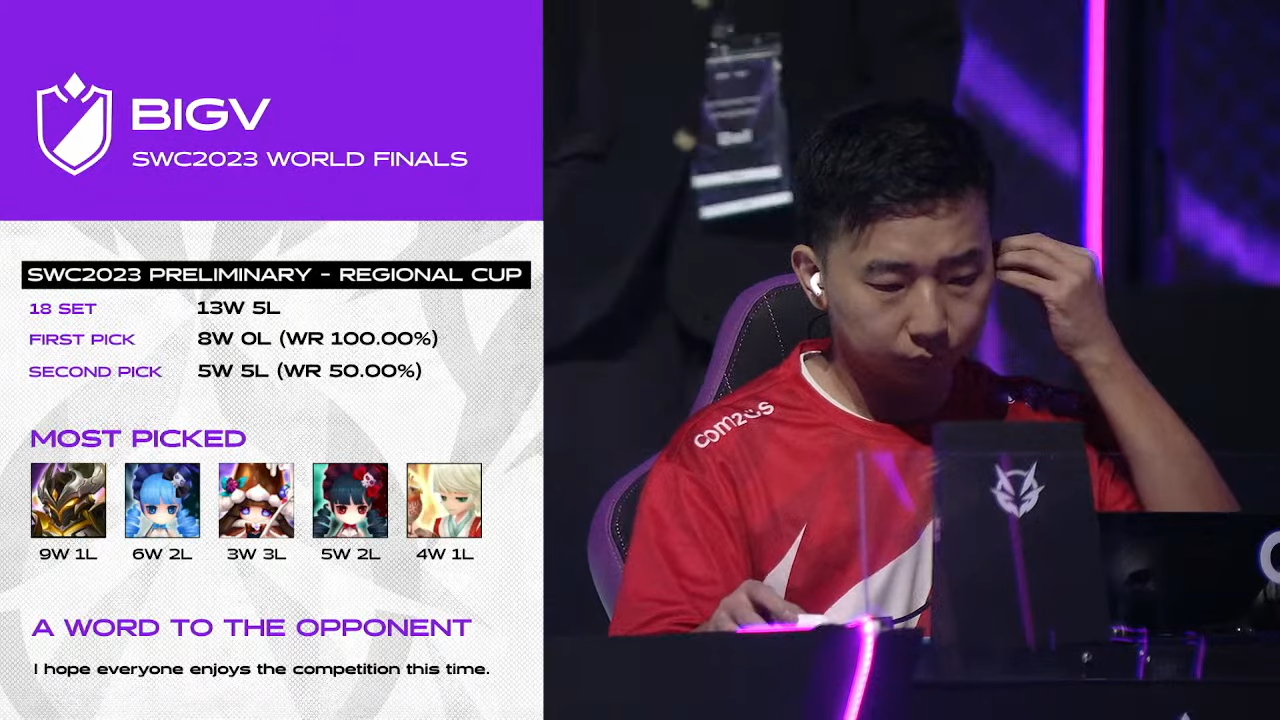 BIGV
SWC2023 WORLD FINALS
SWC2023 PRELIMINARY - REGIONAL CUP
18 SET 13W 5L
FIRST PICK 8W 0L (WR 100.00%)
SECOND PICK 5W 5L (WR 50.00%)
MOST PICKED
9W 1L 6W 2L 3W 3L 5W 2L 4W 1L
A WORD TO THE OPPONENT
I hope everyone enjoys the competition this time.
com2us